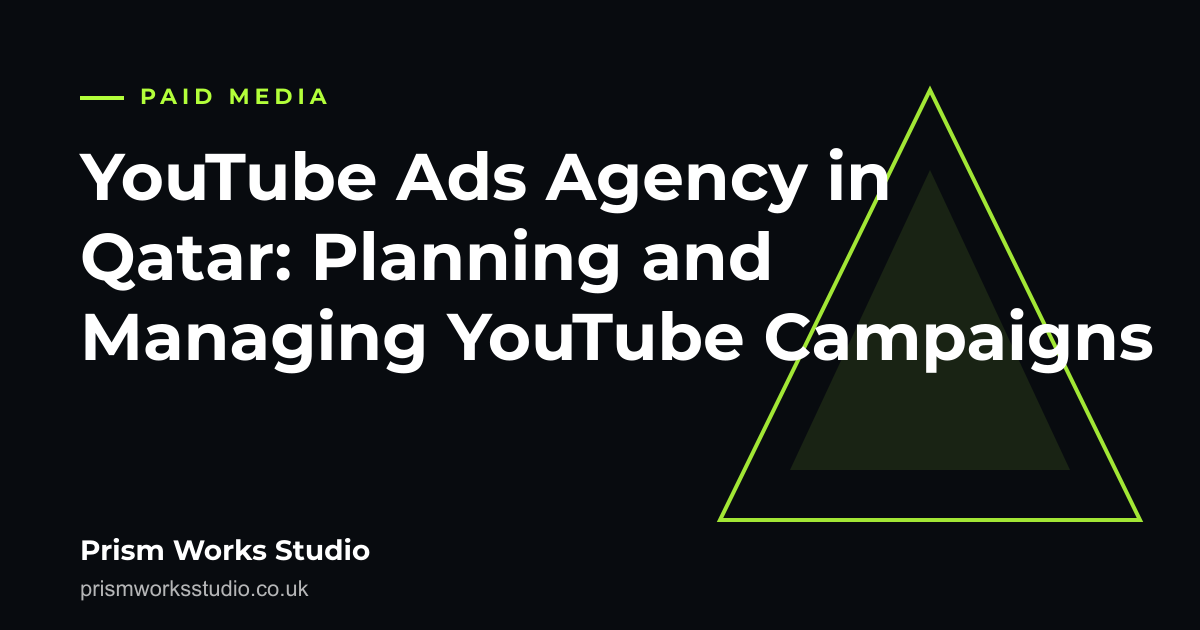 PAID MEDIA
YouTube Ads Agency in
Qatar: Planning and
Managing YouTube Campaigns
Prism Works Studio
prismworksstudio.co.uk